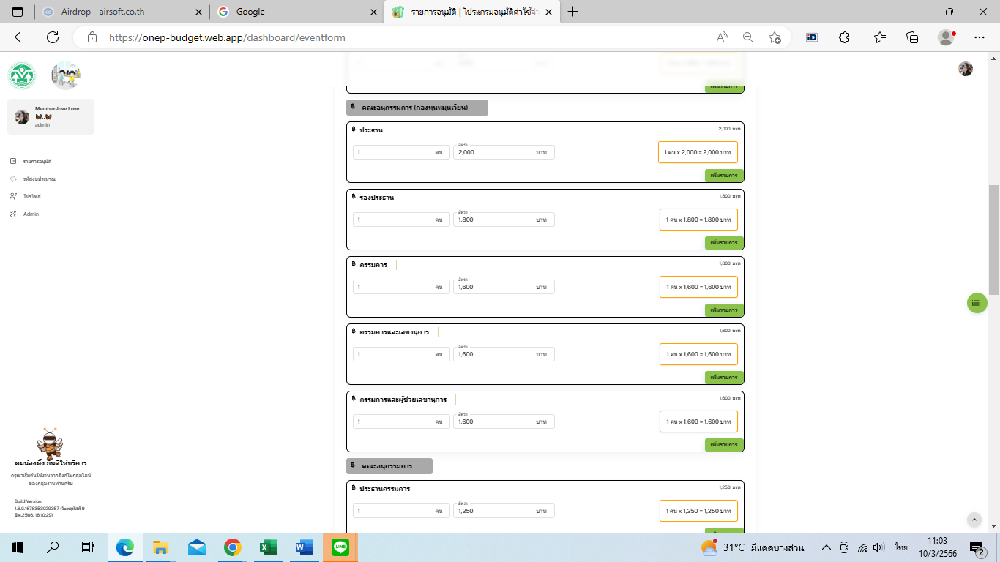 Airdrop - airsoft.co.th
Google
รายการอนุมัติ | โปรแกรมอนุมัติค่าใช้จ่า
https://onep-budget.web.app/dashboard/eventform
Member-love Love
admin
รายการอนุมัติ
รหัสงบประมาณ
โปรไฟล์
Admin
ผมน้องผึ้ง ยินดีให้บริการ
กรุณาเริ่มต้นใช้งานจากลิงค์ในกลุ่มไลน์
ของกลุ่มงานท่านครับ
Build Version:
1.6.0.1678353029357 (วันพฤหัสที่ 9
มี.ค.2566, 16:10:29)
เพิ่มรายการ
คณะอนุกรรมการ (กองทุนหมุนเวียน)
ประธาน
2,000 บาท
1 คน
อัตรา
2,000 บาท
1 คน x 2,000 = 2,000 บาท
เพิ่มรายการ
รองประธาน
1,800 บาท
1 คน
อัตรา
1,800 บาท
1 คน x 1,800 = 1,800 บาท
เพิ่มรายการ
กรรมการ
1,800 บาท
1 คน
อัตรา
1,600 บาท
1 คน x 1,600 = 1,600 บาท
เพิ่มรายการ
กรรมการและเลขานุการ
1,600 บาท
1 คน
อัตรา
1,600 บาท
1 คน x 1,600 = 1,600 บาท
เพิ่มรายการ
กรรมการและผู้ช่วยเลขานุการ
1,600 บาท
1 คน
อัตรา
1,600 บาท
1 คน x 1,600 = 1,600 บาท
เพิ่มรายการ
คณะอนุกรรมการ
ประธานกรรมการ
1,250 บาท
1 คน
อัตรา
1,250 บาท
1 คน x 1,250 = 1,250 บาท
31°C มีแดดบางส่วน
ไทย
11:03
10/3/2566
2